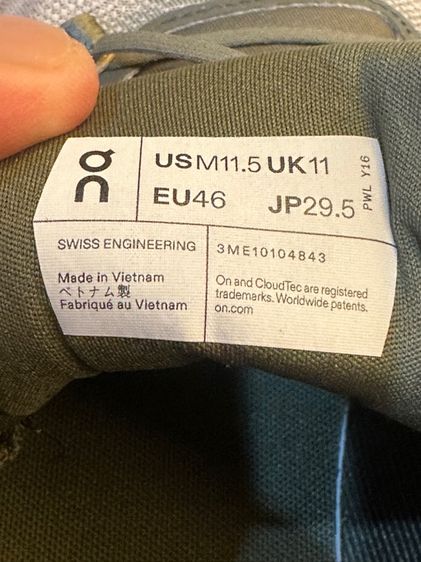 on
USM11.5 UK11
EU46 JP29.5
PWL Y16
SWISS ENGINEERING
3ME10104843
Made in Vietnam
ベトナム製
Fabriqué au Vietnam
On and CloudTec are registered
trademarks. Worldwide patents.
on.com